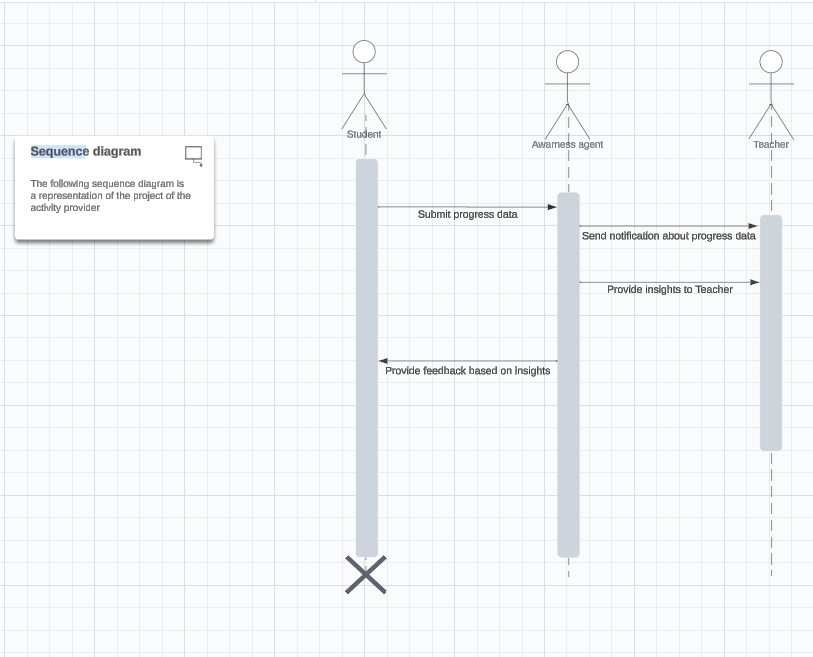 Sequence diagram
The following sequence diagram is
a representation of the project of the
activity provider
Student
Awarness agent
Teacher
Submit progress data
Send notification about progress data
Provide insights to Teacher
Provide feedback based on insights